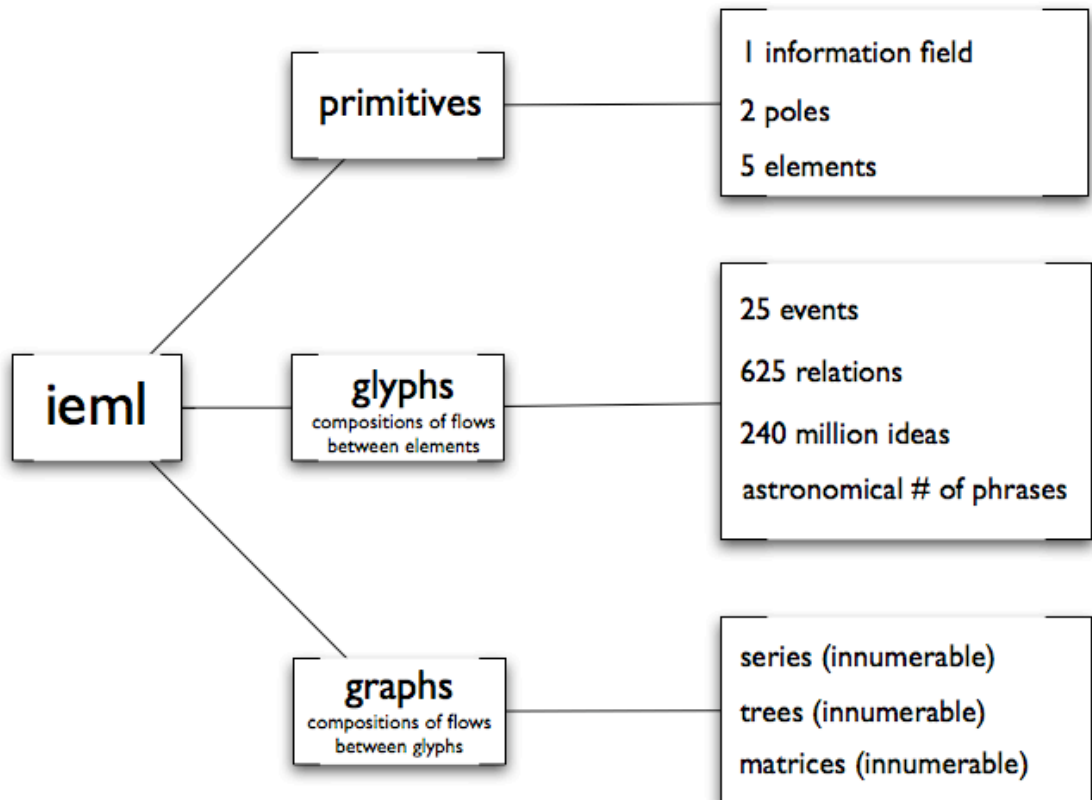 primitives
1 information field
2 poles
5 elements
ieml
glyphs
compositions of flows
between elements
25 events
625 relations
240 million ideas
astronomical # of phrases
graphs
compositions of flows
between glyphs
series (innumerable)
trees (innumerable)
matrices (innumerable)